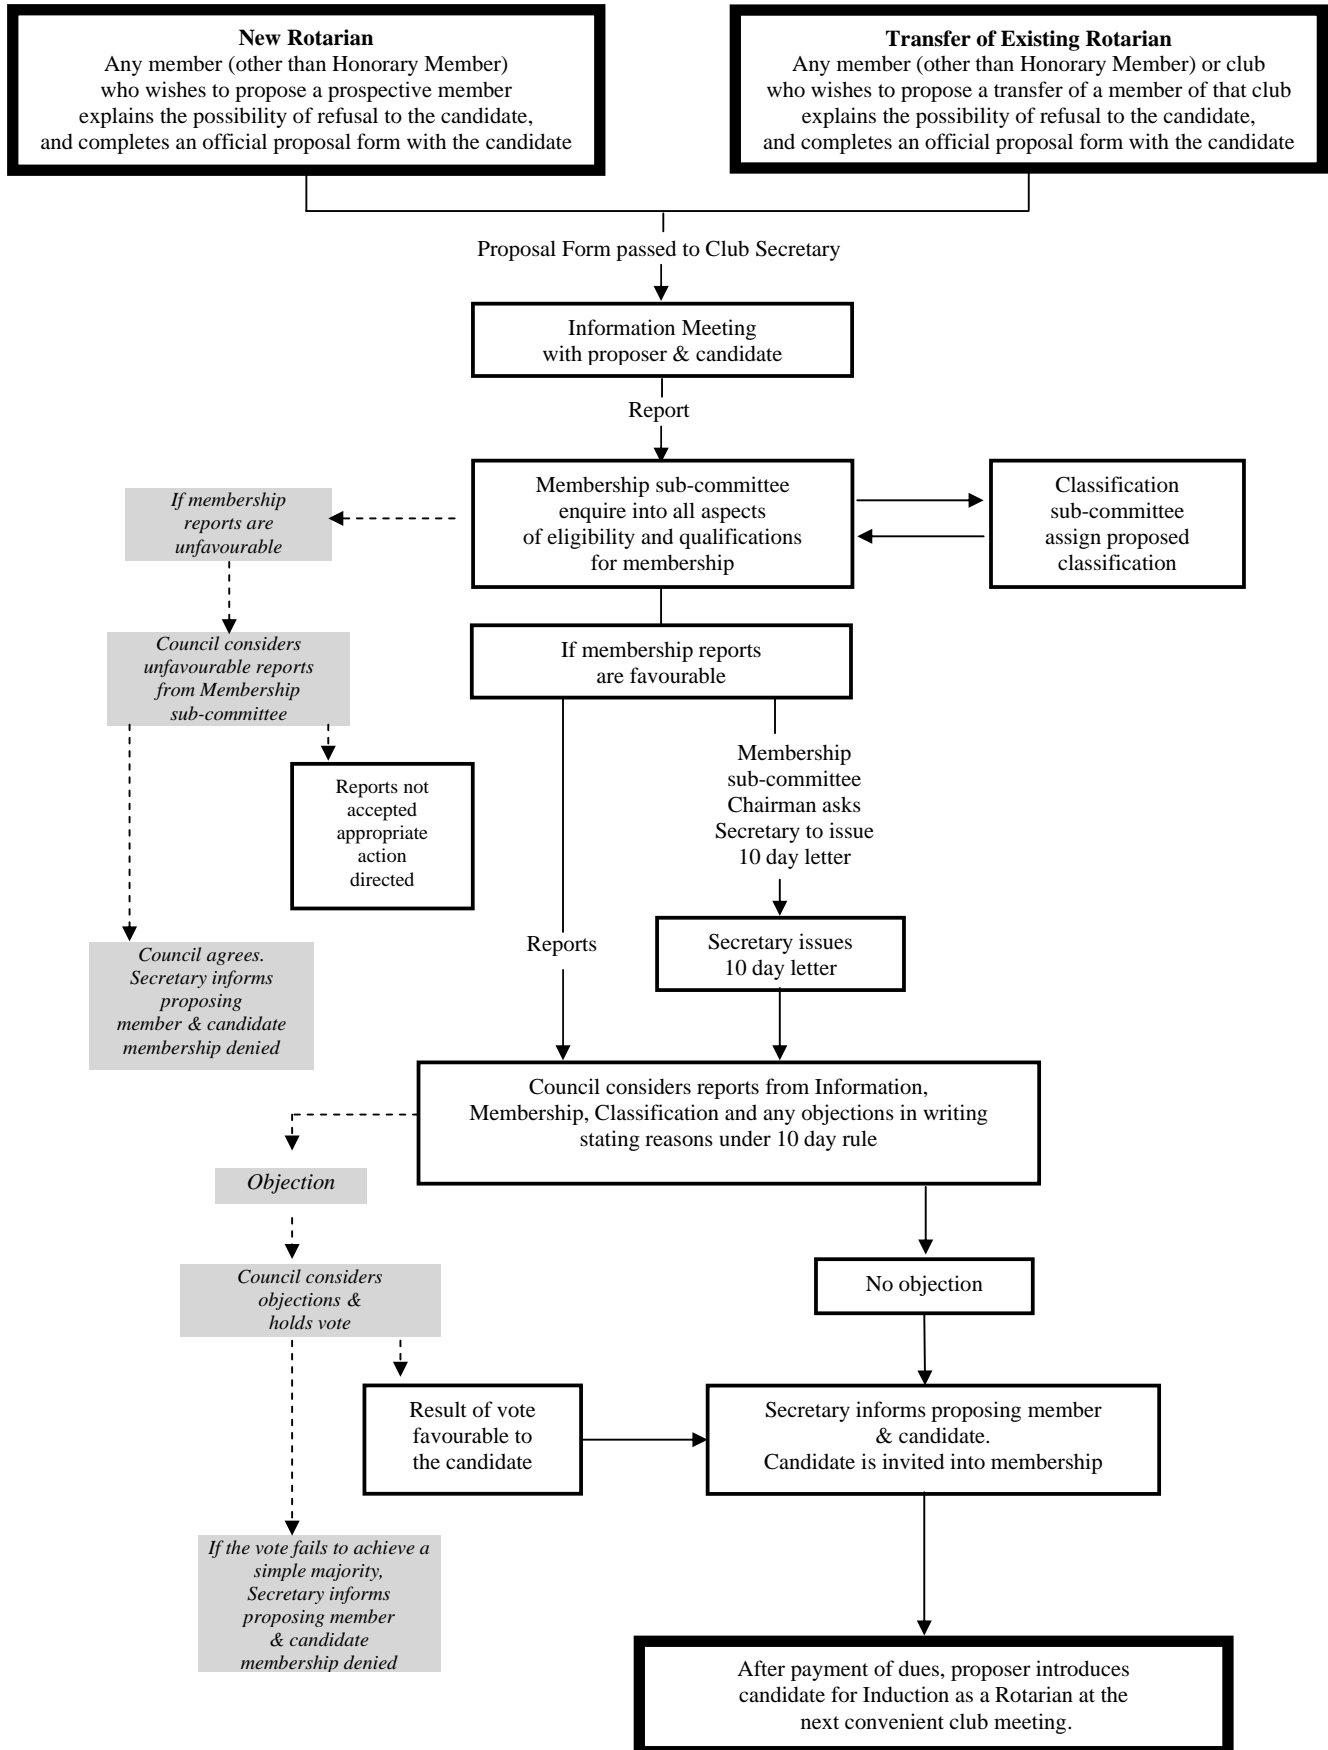 New Rotarian
Any member (other than Honorary Member)
who wishes to propose a prospective member
explains the possibility of refusal to the candidate,
and completes an official proposal form with the candidate
Transfer of Existing Rotarian
Any member (other than Honorary Member) or club
who wishes to propose a transfer of a member of that club
explains the possibility of refusal to the candidate,
and completes an official proposal form with the candidate
Proposal Form passed to Club Secretary
Information Meeting
with proposer & candidate
Report
Membership sub-committee
enquire into all aspects
of eligibility and qualifications
for membership
Classification
sub-committee
assign proposed
classification
If membership
reports are
unfavourable
Council considers
unfavourable reports
from Membership
sub-committee
If membership reports
are favourable
Reports not
accepted
appropriate
action
directed
Membership
sub-committee
Chairman asks
Secretary to issue
10 day letter
Council agrees.
Secretary informs
proposing
member & candidate
membership denied
Reports
Secretary issues
10 day letter
Council considers reports from Information,
Membership, Classification and any objections in writing
stating reasons under 10 day rule
Objection
Council considers
objections &
holds vote
No objection
Result of vote
favourable to
the candidate
Secretary informs proposing member
& candidate.
Candidate is invited into membership
If the vote fails to achieve a
simple majority,
Secretary informs
proposing member
& candidate
membership denied
After payment of dues, proposer introduces
candidate for Induction as a Rotarian at the
next convenient club meeting.